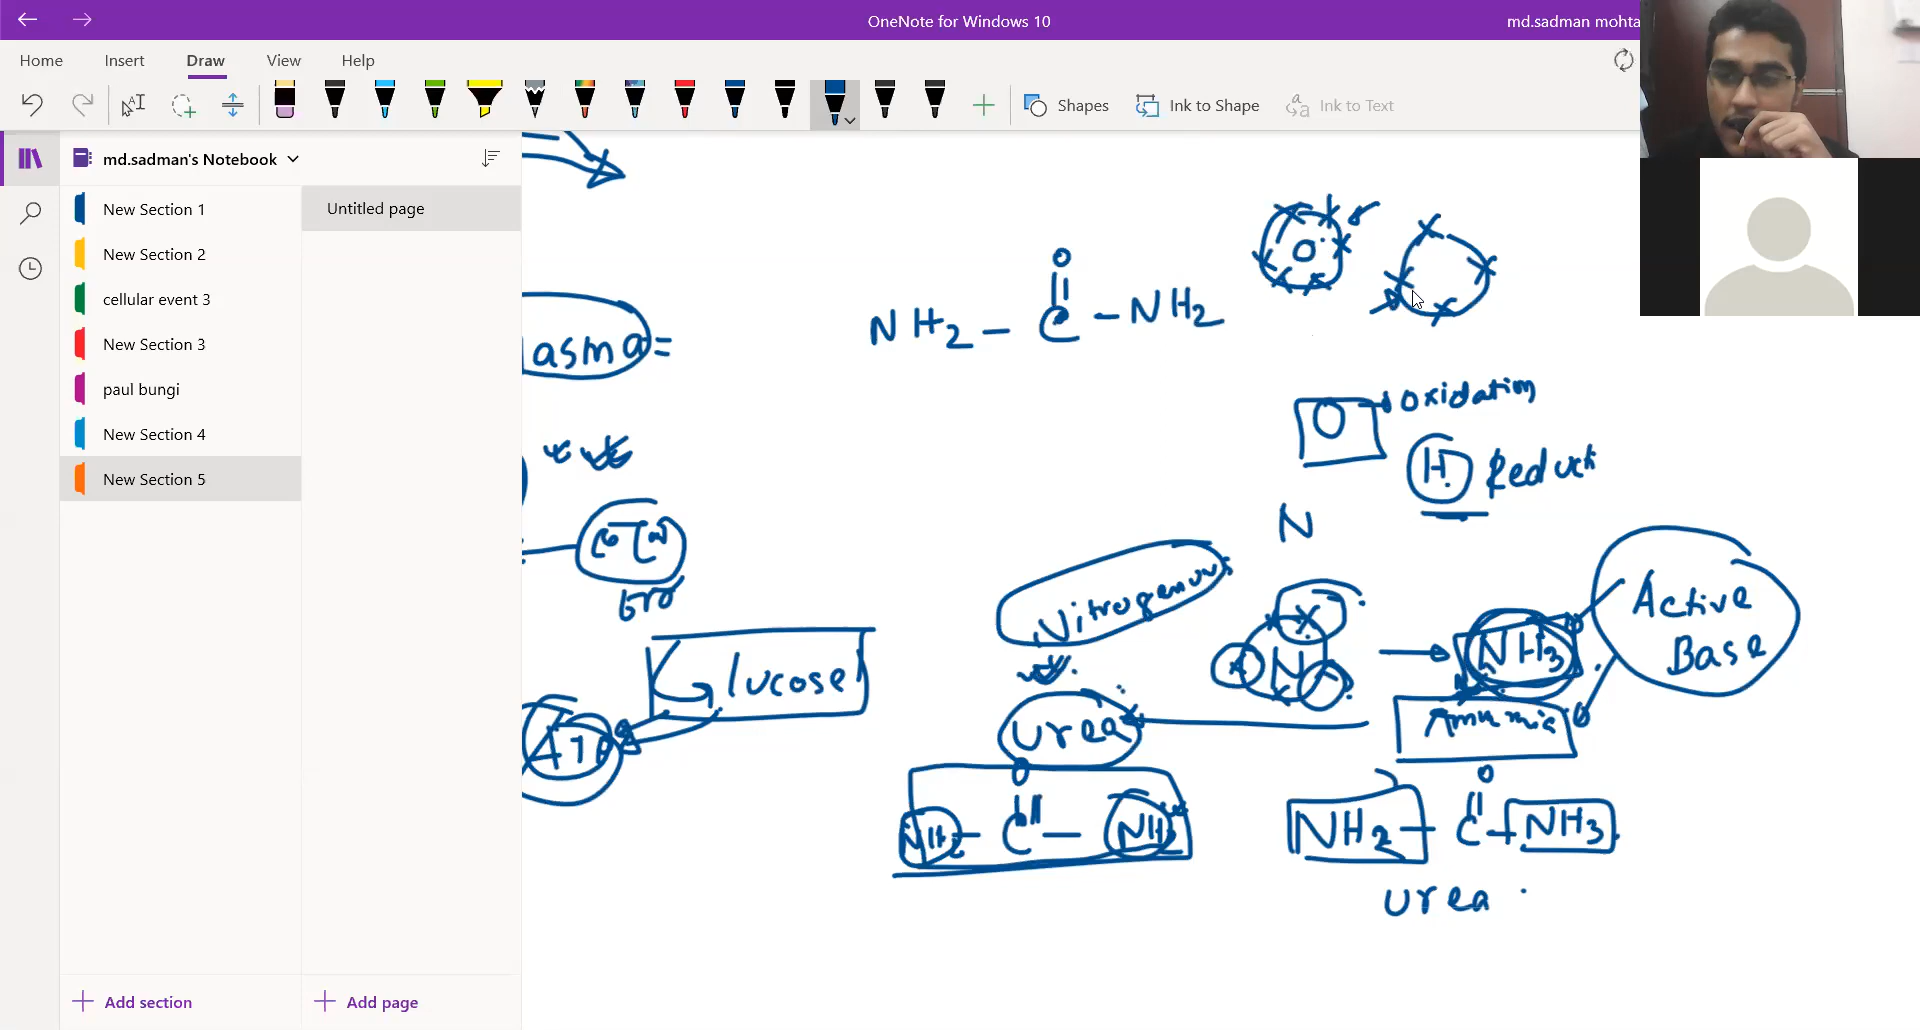 OneNote for Windows 10
md.sadman mohta
Home Insert Draw View Help
Shapes Ink to Shape Ink to Text
md.sadman's Notebook
New Section 1
New Section 2
cellular event 3
New Section 3
paul bungi
New Section 4
New Section 5
Untitled page
Add section
Add page
asma=
O
NH2 - C - NH2
O
O oxidation
H Reduct
N
Nitrogenous
N
NH3
Active
Base
Glucose
ATP
Urea
O
NH2 - C - NH2
O
NH2 - C - NH3
urea